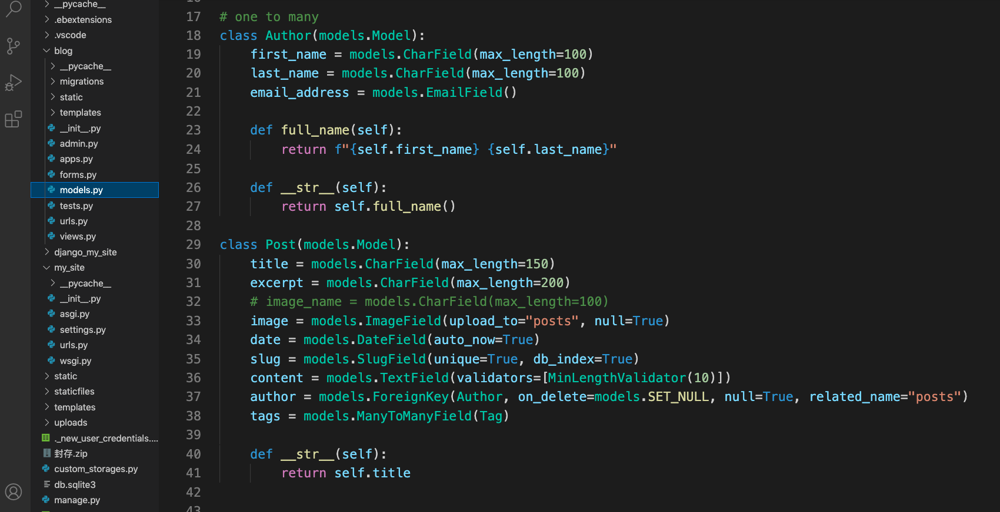 __pycache__
.ebextensions
.vscode
blog
__pycache__
migrations
static
templates
__init__.py
admin.py
apps.py
forms.py
models.py
tests.py
urls.py
views.py
django_my_site
my_site
__pycache__
__init__.py
asgi.py
settings.py
urls.py
wsgi.py
static
staticfiles
templates
uploads
._new_user_credentials....
封存.zip
custom_storages.py
db.sqlite3
manage.py
17 # one to many
18 class Author(models.Model):
19     first_name = models.CharField(max_length=100)
20     last_name = models.CharField(max_length=100)
21     email_address = models.EmailField()
22
23     def full_name(self):
24         return f"{self.first_name} {self.last_name}"
25
26     def __str__(self):
27         return self.full_name()
28
29 class Post(models.Model):
30     title = models.CharField(max_length=150)
31     excerpt = models.CharField(max_length=200)
32     # image_name = models.CharField(max_length=100)
33     image = models.ImageField(upload_to="posts", null=True)
34     date = models.DateField(auto_now=True)
35     slug = models.SlugField(unique=True, db_index=True)
36     content = models.TextField(validators=[MinLengthValidator(10)])
37     author = models.ForeignKey(Author, on_delete=models.SET_NULL, null=True, related_name="posts")
38     tags = models.ManyToManyField(Tag)
39
40     def __str__(self):
41         return self.title
42
43